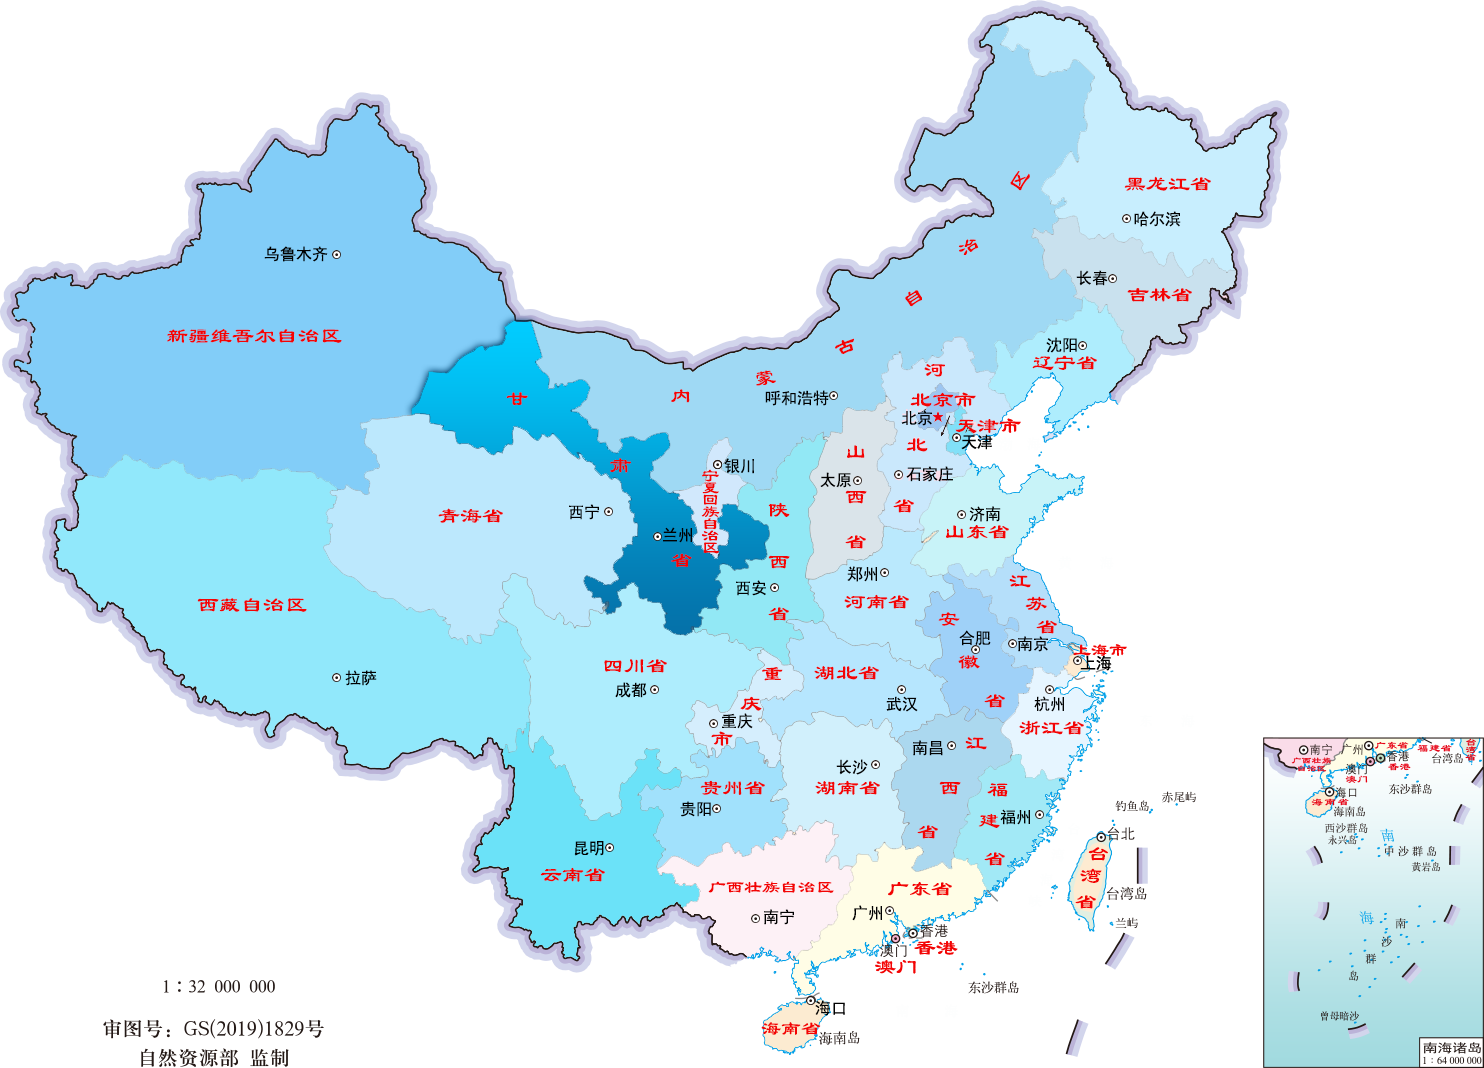 黑龙江省
哈尔滨
内蒙古自治区
呼和浩特
长春
吉林省
沈阳
辽宁省
乌鲁木齐
新疆维吾尔自治区
甘肃省
兰州
河北省
石家庄
北京市
北京
天津市
天津
山西省
太原
银川
宁夏回族自治区
陕西省
西安
青海省
西宁
济南
山东省
郑州
河南省
江苏省
南京
安徽省
合肥
上海市
上海
西藏自治区
拉萨
四川省
成都
重庆市
重庆
湖北省
武汉
杭州
浙江省
南昌
江西省
长沙
湖南省
贵州省
贵阳
福建省
福州
昆明
云南省
广西壮族自治区
南宁
广东省
广州
香港
香港
澳门
澳门
台北
台湾省
台湾岛
钓鱼岛
赤尾屿
兰屿
东沙群岛
海口
海南省
海南岛
1：32 000 000
审图号：GS(2019)1829号
自然资源部 监制
南宁
广西壮族
自治区
广州
广东省
香港
香港
澳门
澳门
福建省
台湾省
台湾岛
海口
海南省
海南岛
东沙群岛
西沙群岛
永兴岛
中沙群岛
黄岩岛
南海
南沙群岛
曾母暗沙
南海诸岛
1：64 000 000